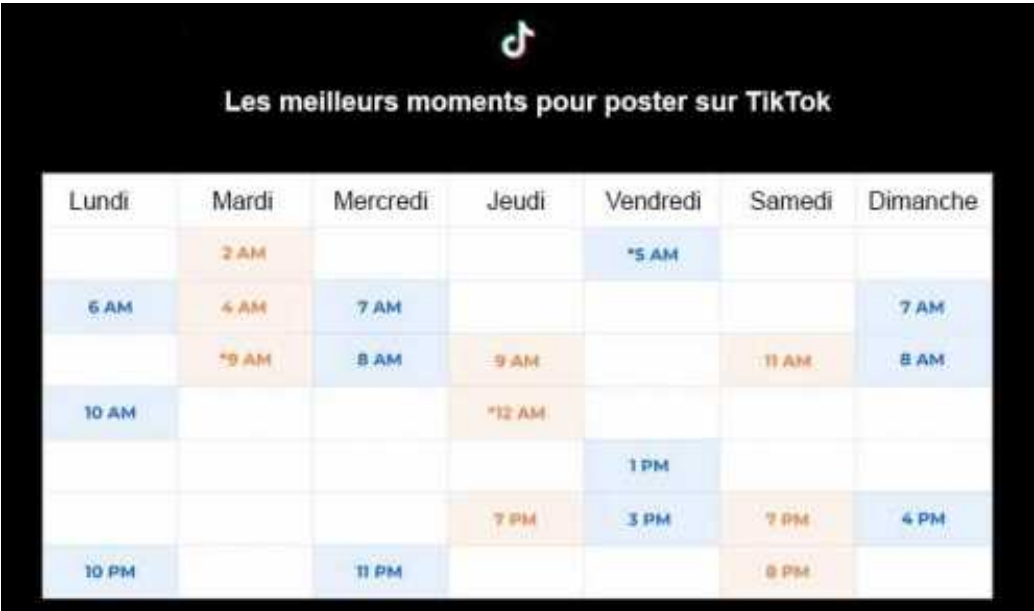 Les meilleurs moments pour poster sur TikTok
Lundi Mardi Mercredi Jeudi Vendredi Samedi Dimanche
2 AM *5 AM
6 AM 4 AM 7 AM 7 AM
*9 AM 8 AM 9 AM 11 AM 8 AM
10 AM *12 AM
1 PM
7 PM 3 PM 7 PM 4 PM
10 PM 11 PM 8 PM